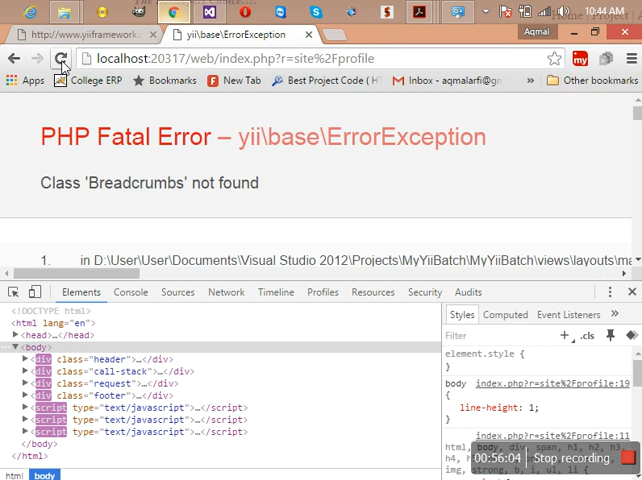 Home | Project | A
10:44 AM
http://www.yiiframework.
yii\base\ErrorException
Aqmal
localhost:20317/web/index.php?r=site%2Fprofile
Apps College ERP Bookmarks New Tab Best Project Code ( HT Inbox - aqmalarfi@gm » Other bookmarks
PHP Fatal Error – yii\base\ErrorException
Class 'Breadcrumbs' not found
1. in D:\User\User\Documents\Visual Studio 2012\Projects\MyYiiBatch\MyYiiBatch\views\layouts\ma
Elements Console Sources Network Timeline Profiles Resources Security Audits
<!DOCTYPE html>
<html lang="en">
<head>…</head>
<body>
<div class="header">…</div>
<div class="call-stack">…</div>
<div class="request">…</div>
<div class="footer">…</div>
<script type="text/javascript">…</script>
<script type="text/javascript">…</script>
<script type="text/javascript">…</script>
</body>
</html>
html body
Styles Computed Event Listeners »
Filter + .cls
element.style {
}
body index.php?r=site%2Fprofile:19
{
line-height: 1;
}
index.php?r=site%2Fprofile:11
html, body, div, span, h1, h2, h3,
h4, h
img, strong, b, i, ul, li {
00:56:04 Stop recording